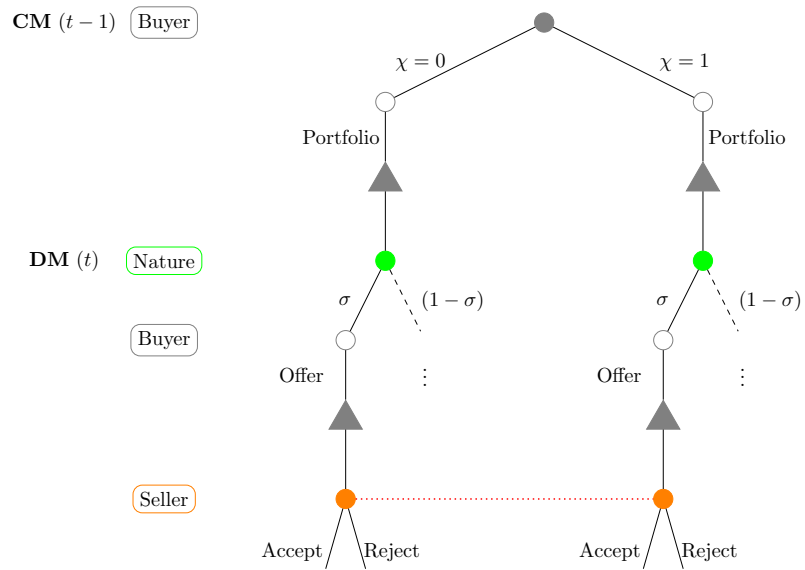 CM (t − 1) Buyer
χ = 0 χ = 1
Portfolio Portfolio
DM (t) Nature
σ (1 − σ) σ (1 − σ)
Buyer
Offer ⋮ Offer ⋮
Seller
Accept Reject Accept Reject